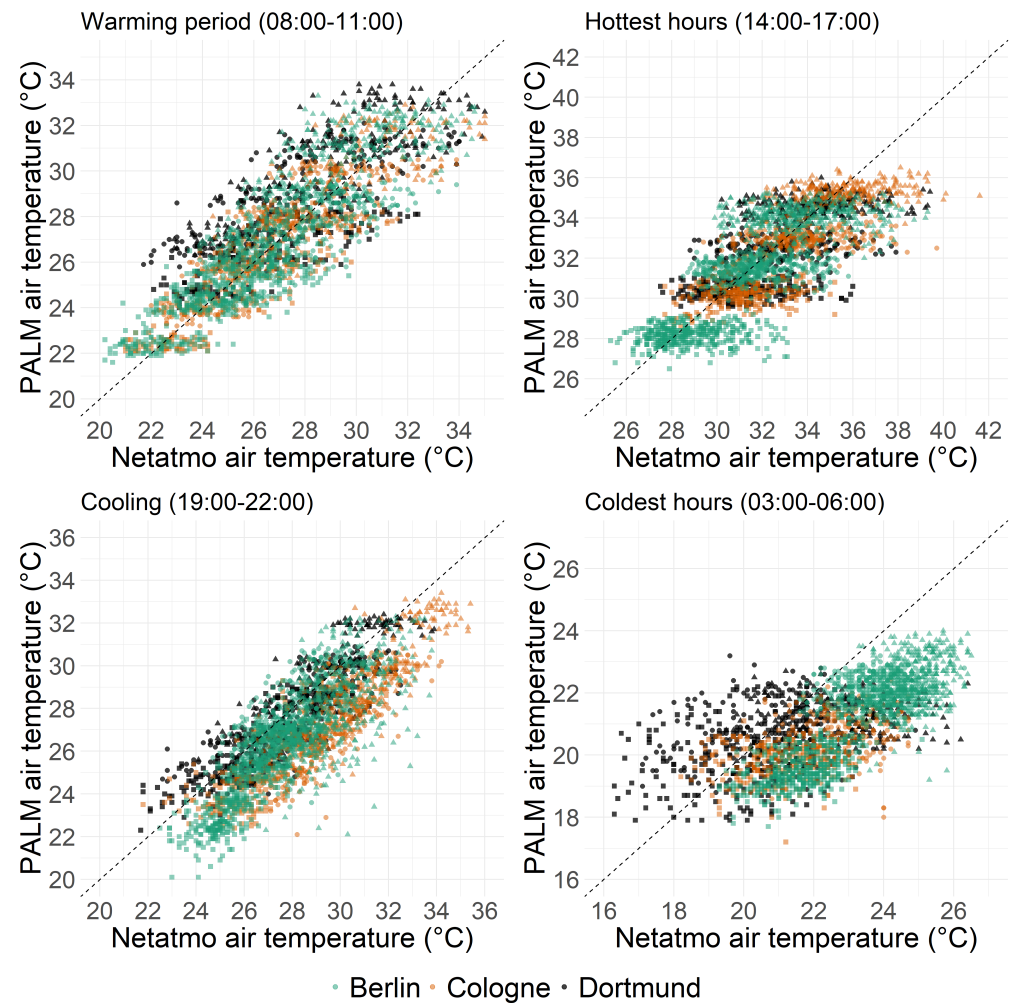 Warming period (08:00-11:00)
PALM air temperature (°C)
34
32
30
28
26
24
22
20
20 22 24 26 28 30 32 34
Netatmo air temperature (°C)
Hottest hours (14:00-17:00)
PALM air temperature (°C)
42
40
38
36
34
32
30
28
26
26 28 30 32 34 36 38 40 42
Netatmo air temperature (°C)
Cooling (19:00-22:00)
PALM air temperature (°C)
36
34
32
30
28
26
24
22
20
20 22 24 26 28 30 32 34 36
Netatmo air temperature (°C)
Coldest hours (03:00-06:00)
PALM air temperature (°C)
26
24
22
20
18
16
16 18 20 22 24 26
Netatmo air temperature (°C)
Berlin Cologne Dortmund